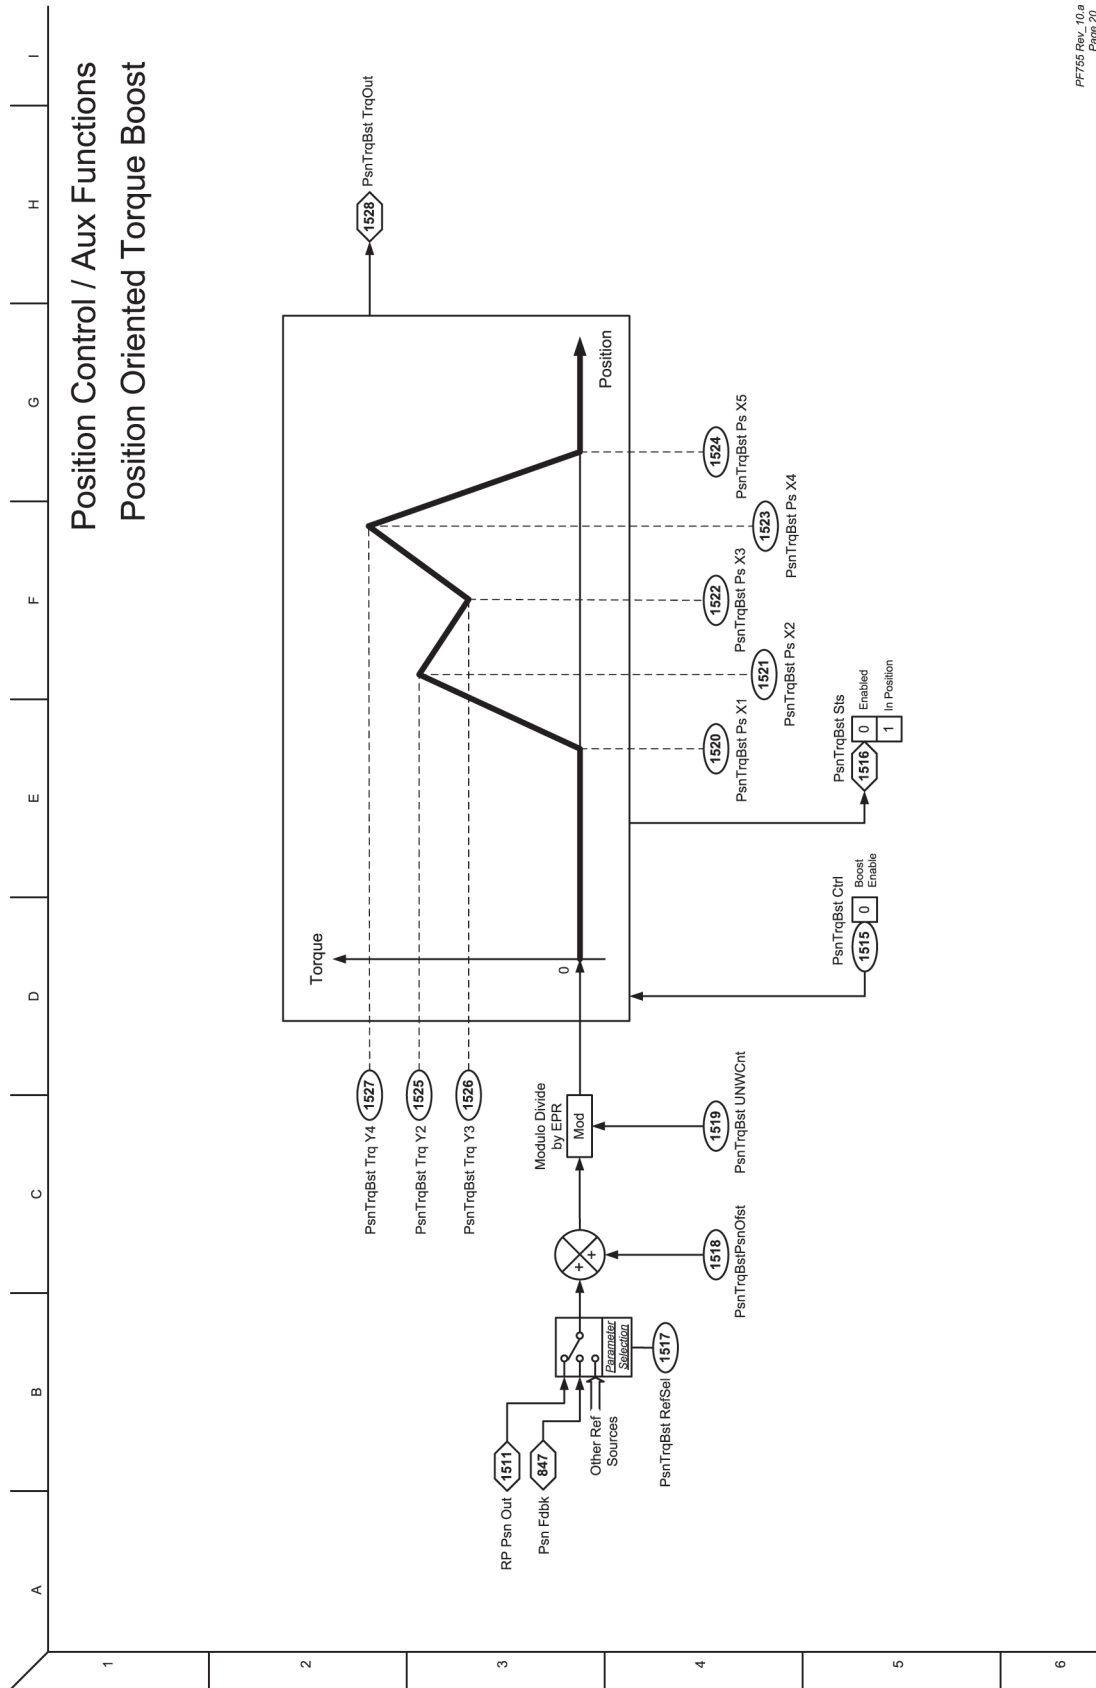 A
B
C
D
E
F
G
H
I
1
2
3
4
5
6
Position Control / Aux Functions
Position Oriented Torque Boost
PsnTrqBst Trq Y4
1527
PsnTrqBst Trq Y2
1525
PsnTrqBst Trq Y3
1526
Torque
0
Position
1528
PsnTrqBst TrqOut
RP Psn Out
1511
Psn Fdbk
847
Other Ref
Sources
Parameter
Selection
1517
PsnTrqBst RefSel
+
+
1518
PsnTrqBstPsnOfst
Modulo Divide
by EPR
Mod
1519
PsnTrqBst UNWCnt
1520
PsnTrqBst Ps X1
1521
PsnTrqBst Ps X2
1522
PsnTrqBst Ps X3
1523
PsnTrqBst Ps X4
1524
PsnTrqBst Ps X5
PsnTrqBst Ctrl
1515
0
Boost
Enable
PsnTrqBst Sts
1516
0
Enabled
1
In Position
PF755 Rev_10.a
Page 20